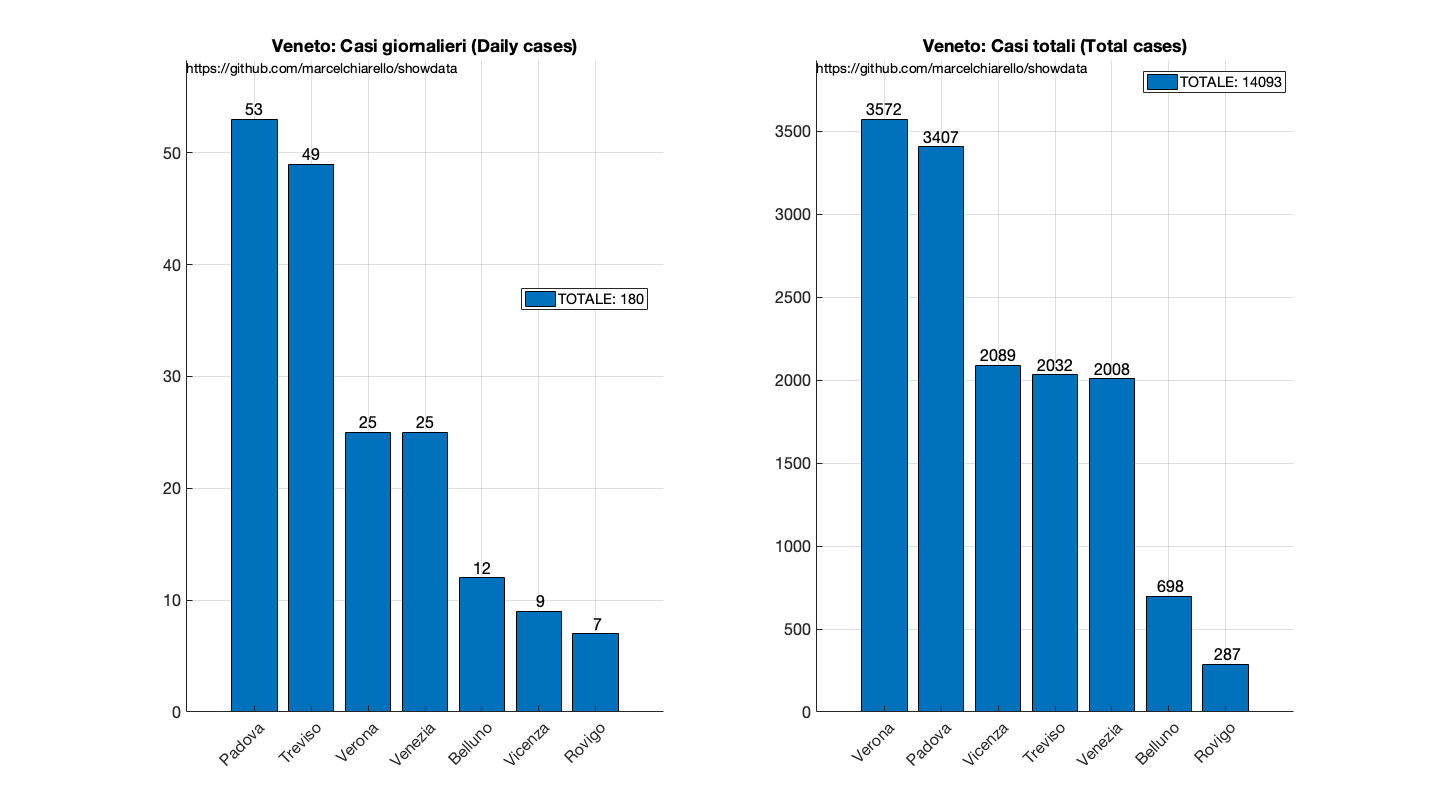 Veneto: Casi giornalieri (Daily cases)
https://github.com/marcelchiarello/showdata
TOTALE: 180
50
40
30
20
10
0
53
49
25
25
12
9
7
Padova
Treviso
Verona
Venezia
Belluno
Vicenza
Rovigo
Veneto: Casi totali (Total cases)
https://github.com/marcelchiarello/showdata
TOTALE: 14093
3500
3000
2500
2000
1500
1000
500
0
3572
3407
2089
2032
2008
698
287
Verona
Padova
Vicenza
Treviso
Venezia
Belluno
Rovigo